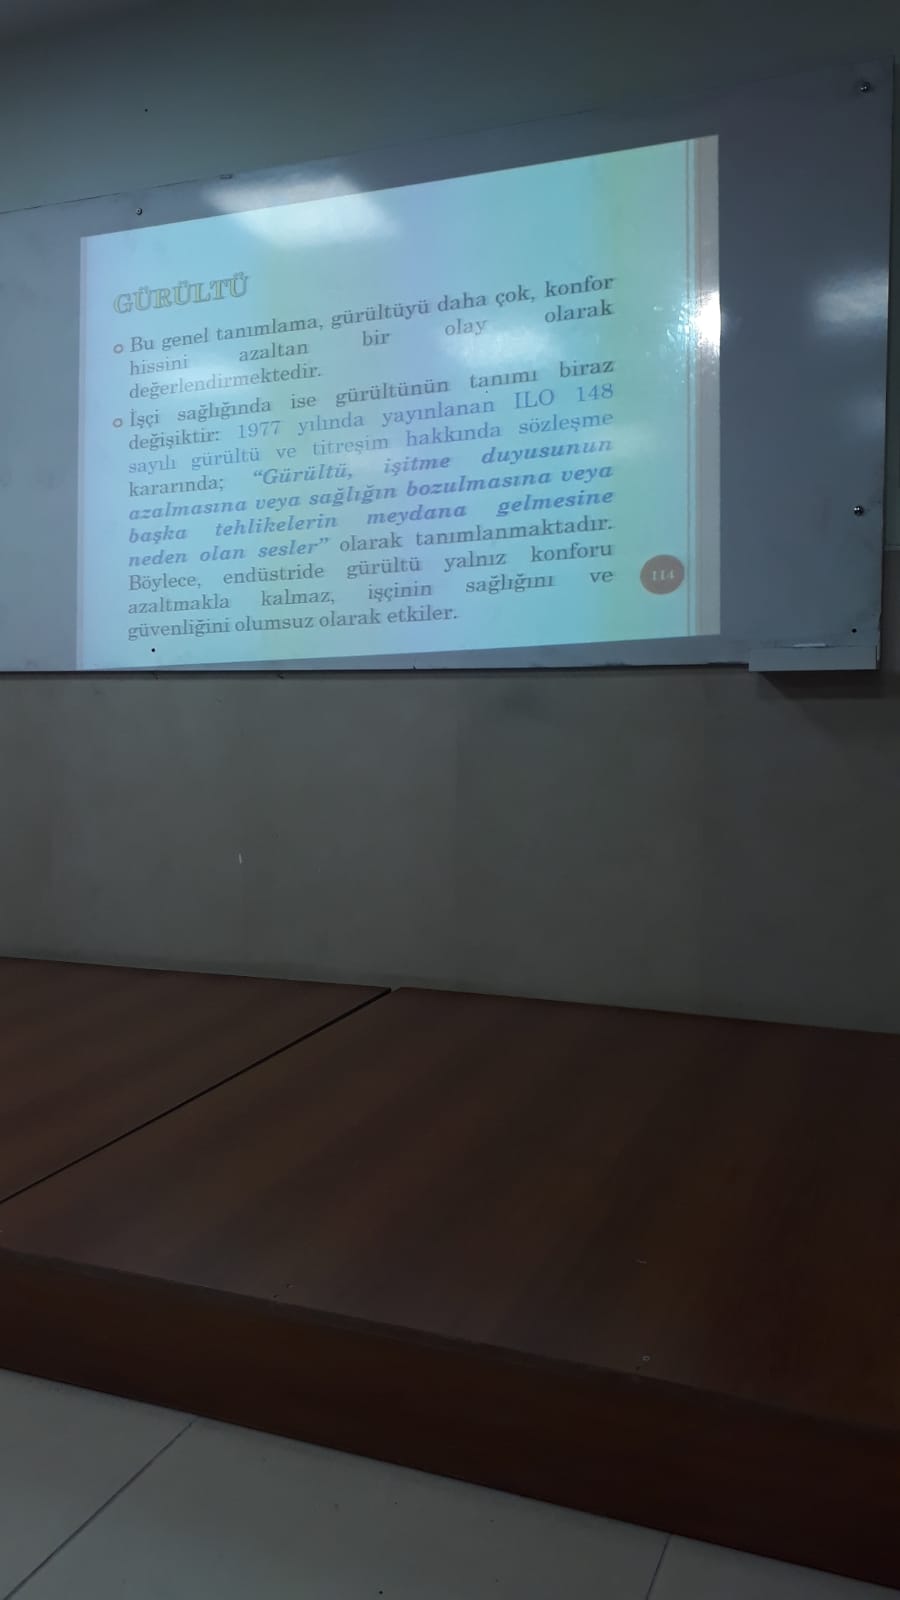 GÜRÜLTÜ
Bu genel tanımlama, gürültüyü daha çok, konfor
hissini azaltan bir olay olarak
değerlendirmektedir.
İşçi sağlığında ise gürültünün tanımı biraz
değişiktir: 1977 yılında yayınlanan ILO 148
sayılı gürültü ve titreşim hakkında sözleşme
kararında; “Gürültü, işitme duyusunun
azalmasına veya sağlığın bozulmasına veya
başka tehlikelerin meydana gelmesine
neden olan sesler” olarak tanımlanmaktadır.
Böylece, endüstride gürültü yalnız konforu
azaltmakla kalmaz, işçinin sağlığını ve
güvenliğini olumsuz olarak etkiler.
114